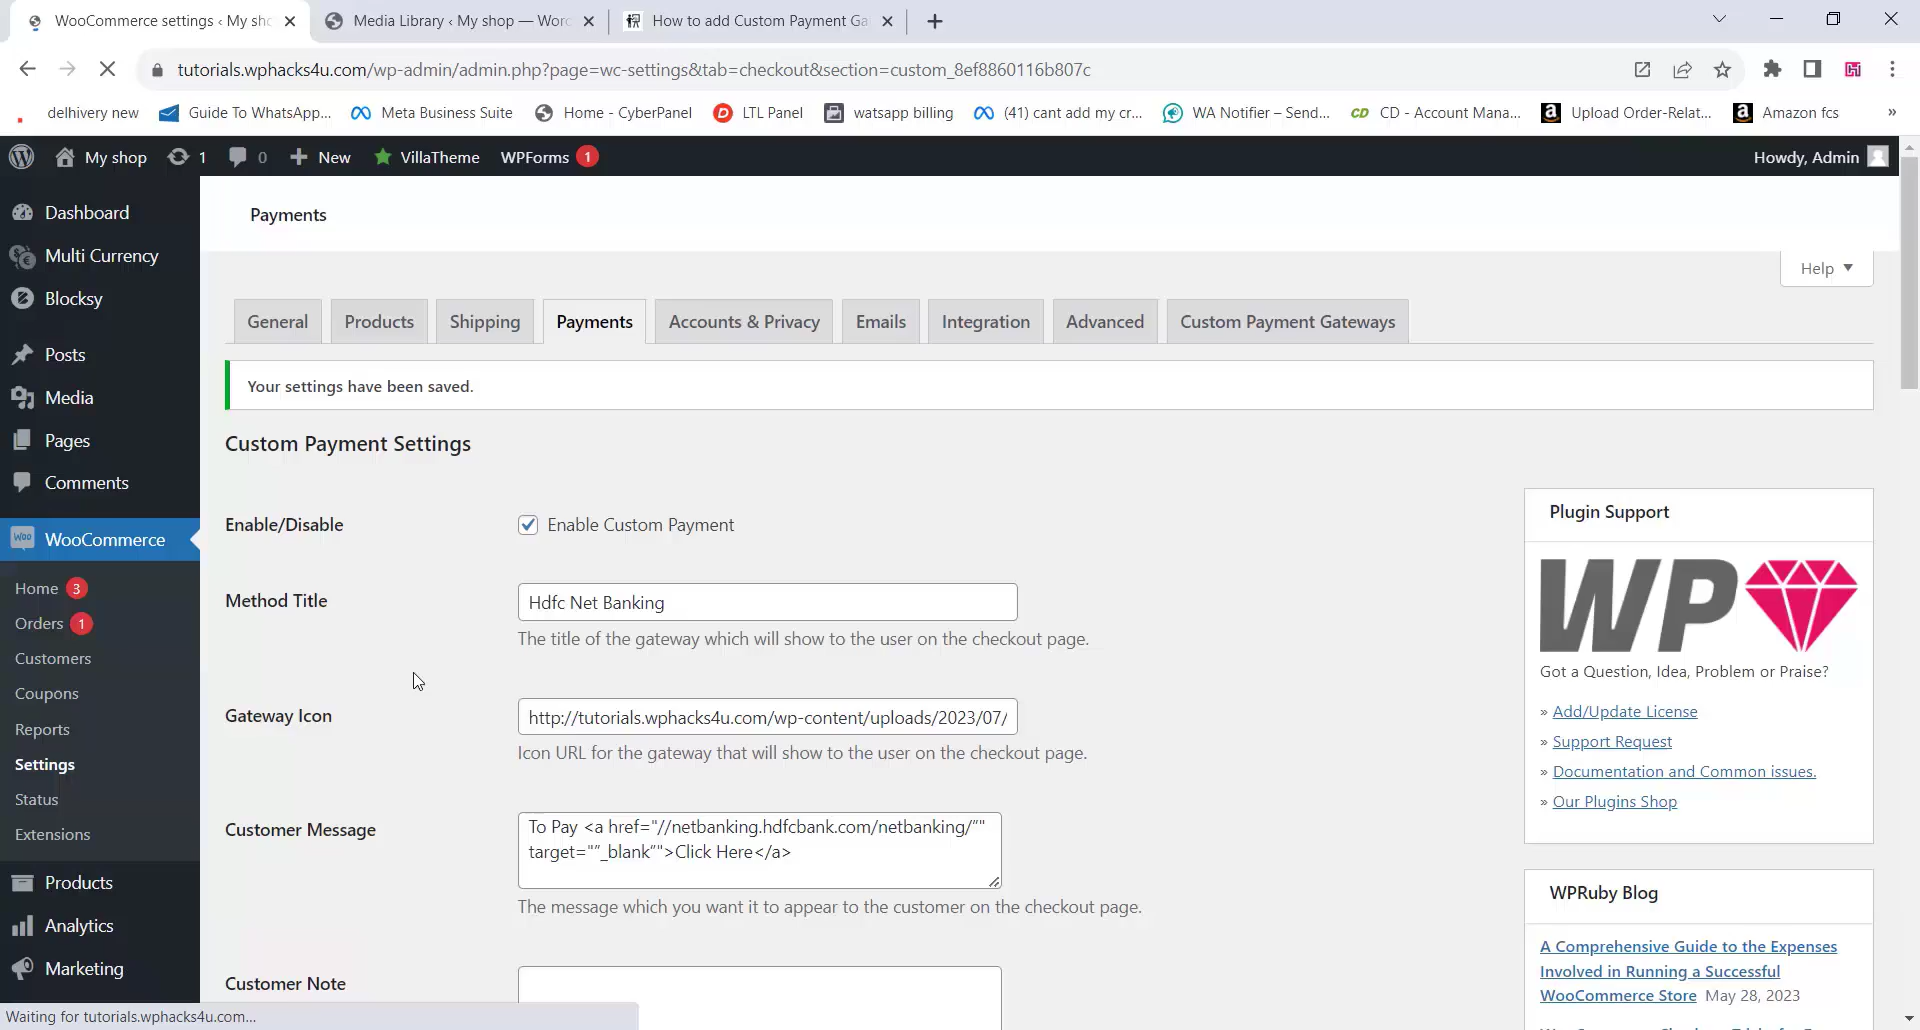 WooCommerce settings ‹ My sho
Media Library ‹ My shop — Word
How to add Custom Payment Ga
tutorials.wphacks4u.com/wp-admin/admin.php?page=wc-settings&tab=checkout&section=custom_8ef8860116b807c
delhivery new
Guide To WhatsApp...
Meta Business Suite
Home - CyberPanel
LTL Panel
watsapp billing
(41) cant add my cr...
WA Notifier – Send...
CD - Account Mana...
Upload Order-Relat...
Amazon fcs
»
My shop
1
0
New
VillaTheme
WPForms 1
Howdy, Admin
Dashboard
Multi Currency
Blocksy
Posts
Media
Pages
Comments
WooCommerce
Home 3
Orders 1
Customers
Coupons
Reports
Settings
Status
Extensions
Products
Analytics
Marketing
Payments
Help
General
Products
Shipping
Payments
Accounts & Privacy
Emails
Integration
Advanced
Custom Payment Gateways
Your settings have been saved.
Custom Payment Settings
Enable/Disable
Enable Custom Payment
Method Title
Hdfc Net Banking
The title of the gateway which will show to the user on the checkout page.
Gateway Icon
http://tutorials.wphacks4u.com/wp-content/uploads/2023/07/
Icon URL for the gateway that will show to the user on the checkout page.
Customer Message
To Pay <a href="//netbanking.hdfcbank.com/netbanking/”"
target="”_blank”">Click Here</a>
The message which you want it to appear to the customer on the checkout page.
Customer Note
Plugin Support
WP
Got a Question, Idea, Problem or Praise?
» Add/Update License
» Support Request
» Documentation and Common issues.
» Our Plugins Shop
WPRuby Blog
A Comprehensive Guide to the Expenses
Involved in Running a Successful
WooCommerce Store May 28, 2023
Waiting for tutorials.wphacks4u.com...